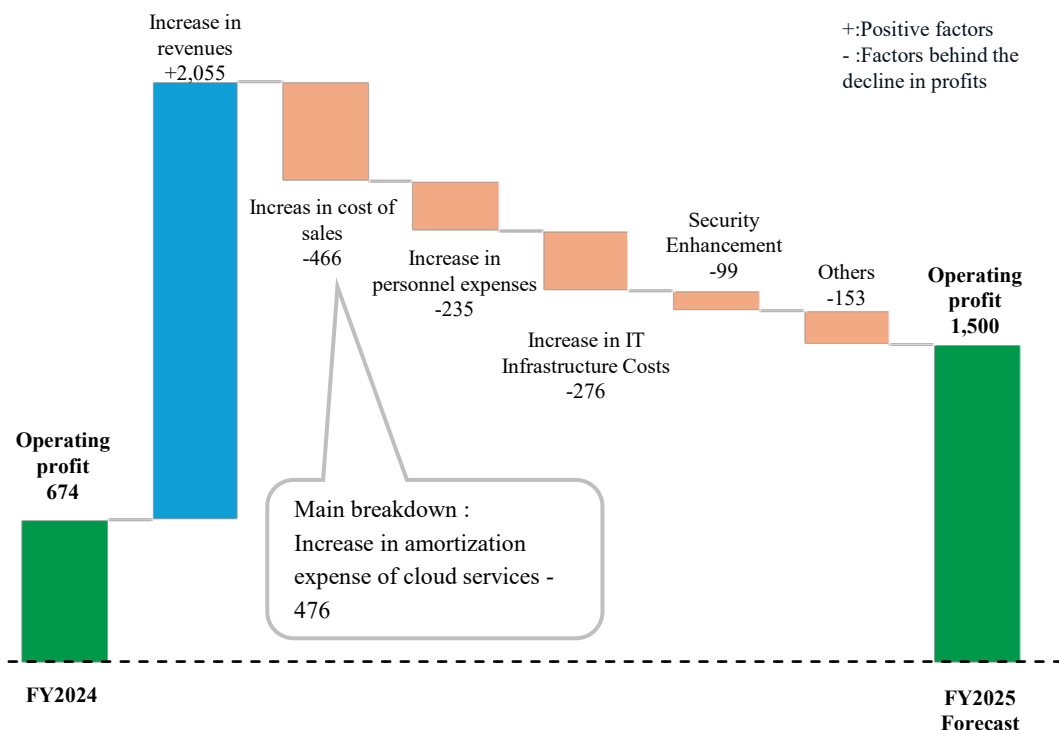 Increase in
revenues
+2,055
+:Positive factors
- :Factors behind the
decline in profits
Increas in cost of
sales
-466
Increase in
personnel expenses
-235
Increase in IT
Infrastructure Costs
-276
Security
Enhancement
-99
Others
-153
Operating
profit
1,500
Operating
profit
674
Main breakdown :
Increase in amortization
expense of cloud services -
476
FY2024
FY2025
Forecast